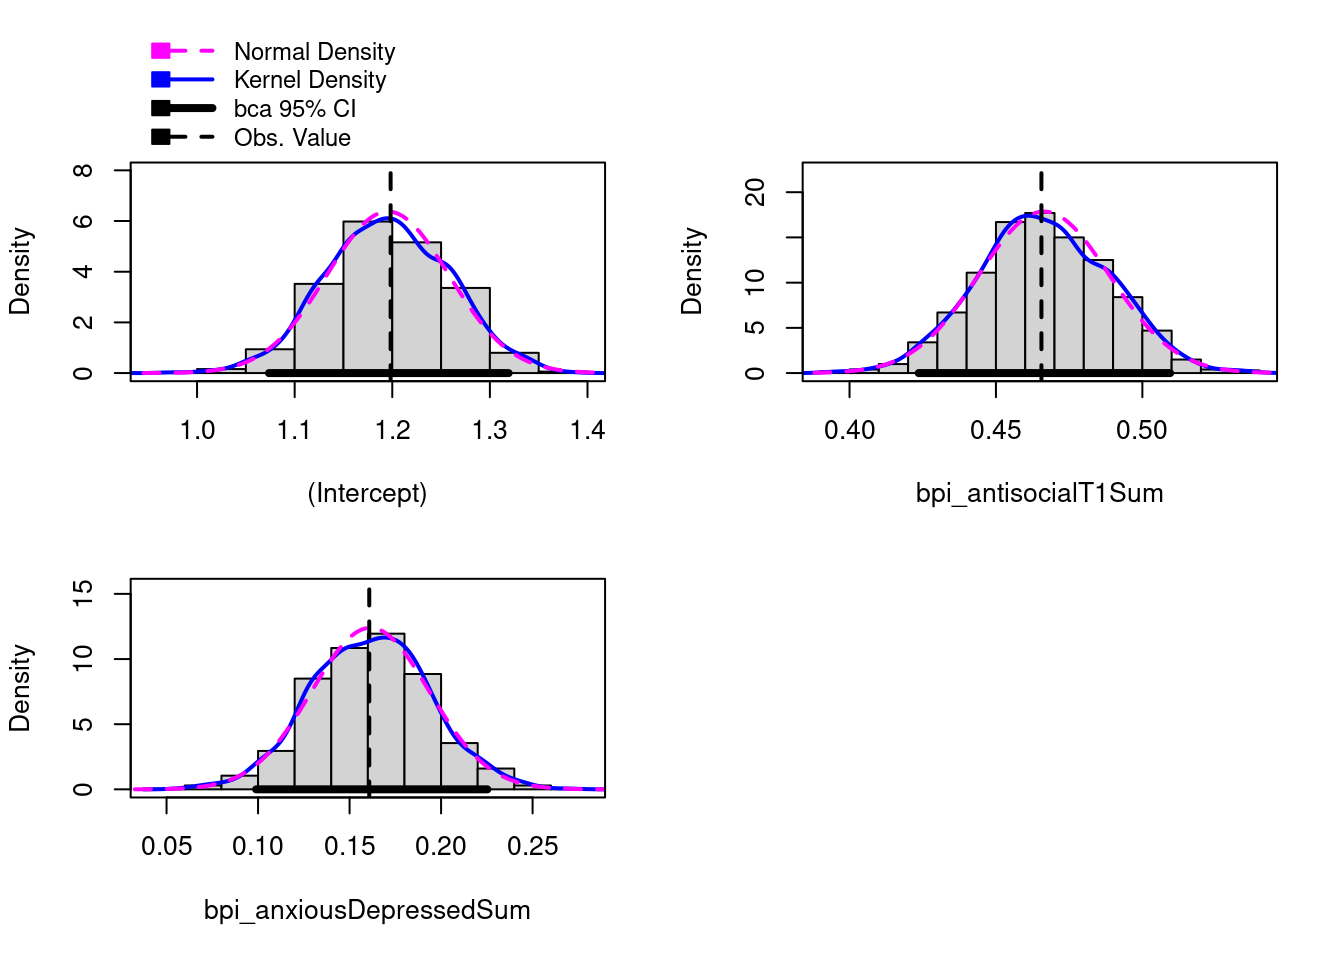 Normal Density
Kernel Density
bca 95% CI
Obs. Value
Density
0 2 4 6 8
1.0 1.1 1.2 1.3 1.4
(Intercept)
Density
0 5 10 20
0.40 0.45 0.50
bpi_antisocialT1Sum
Density
0 5 10 15
0.05 0.10 0.15 0.20 0.25
bpi_anxiousDepressedSum